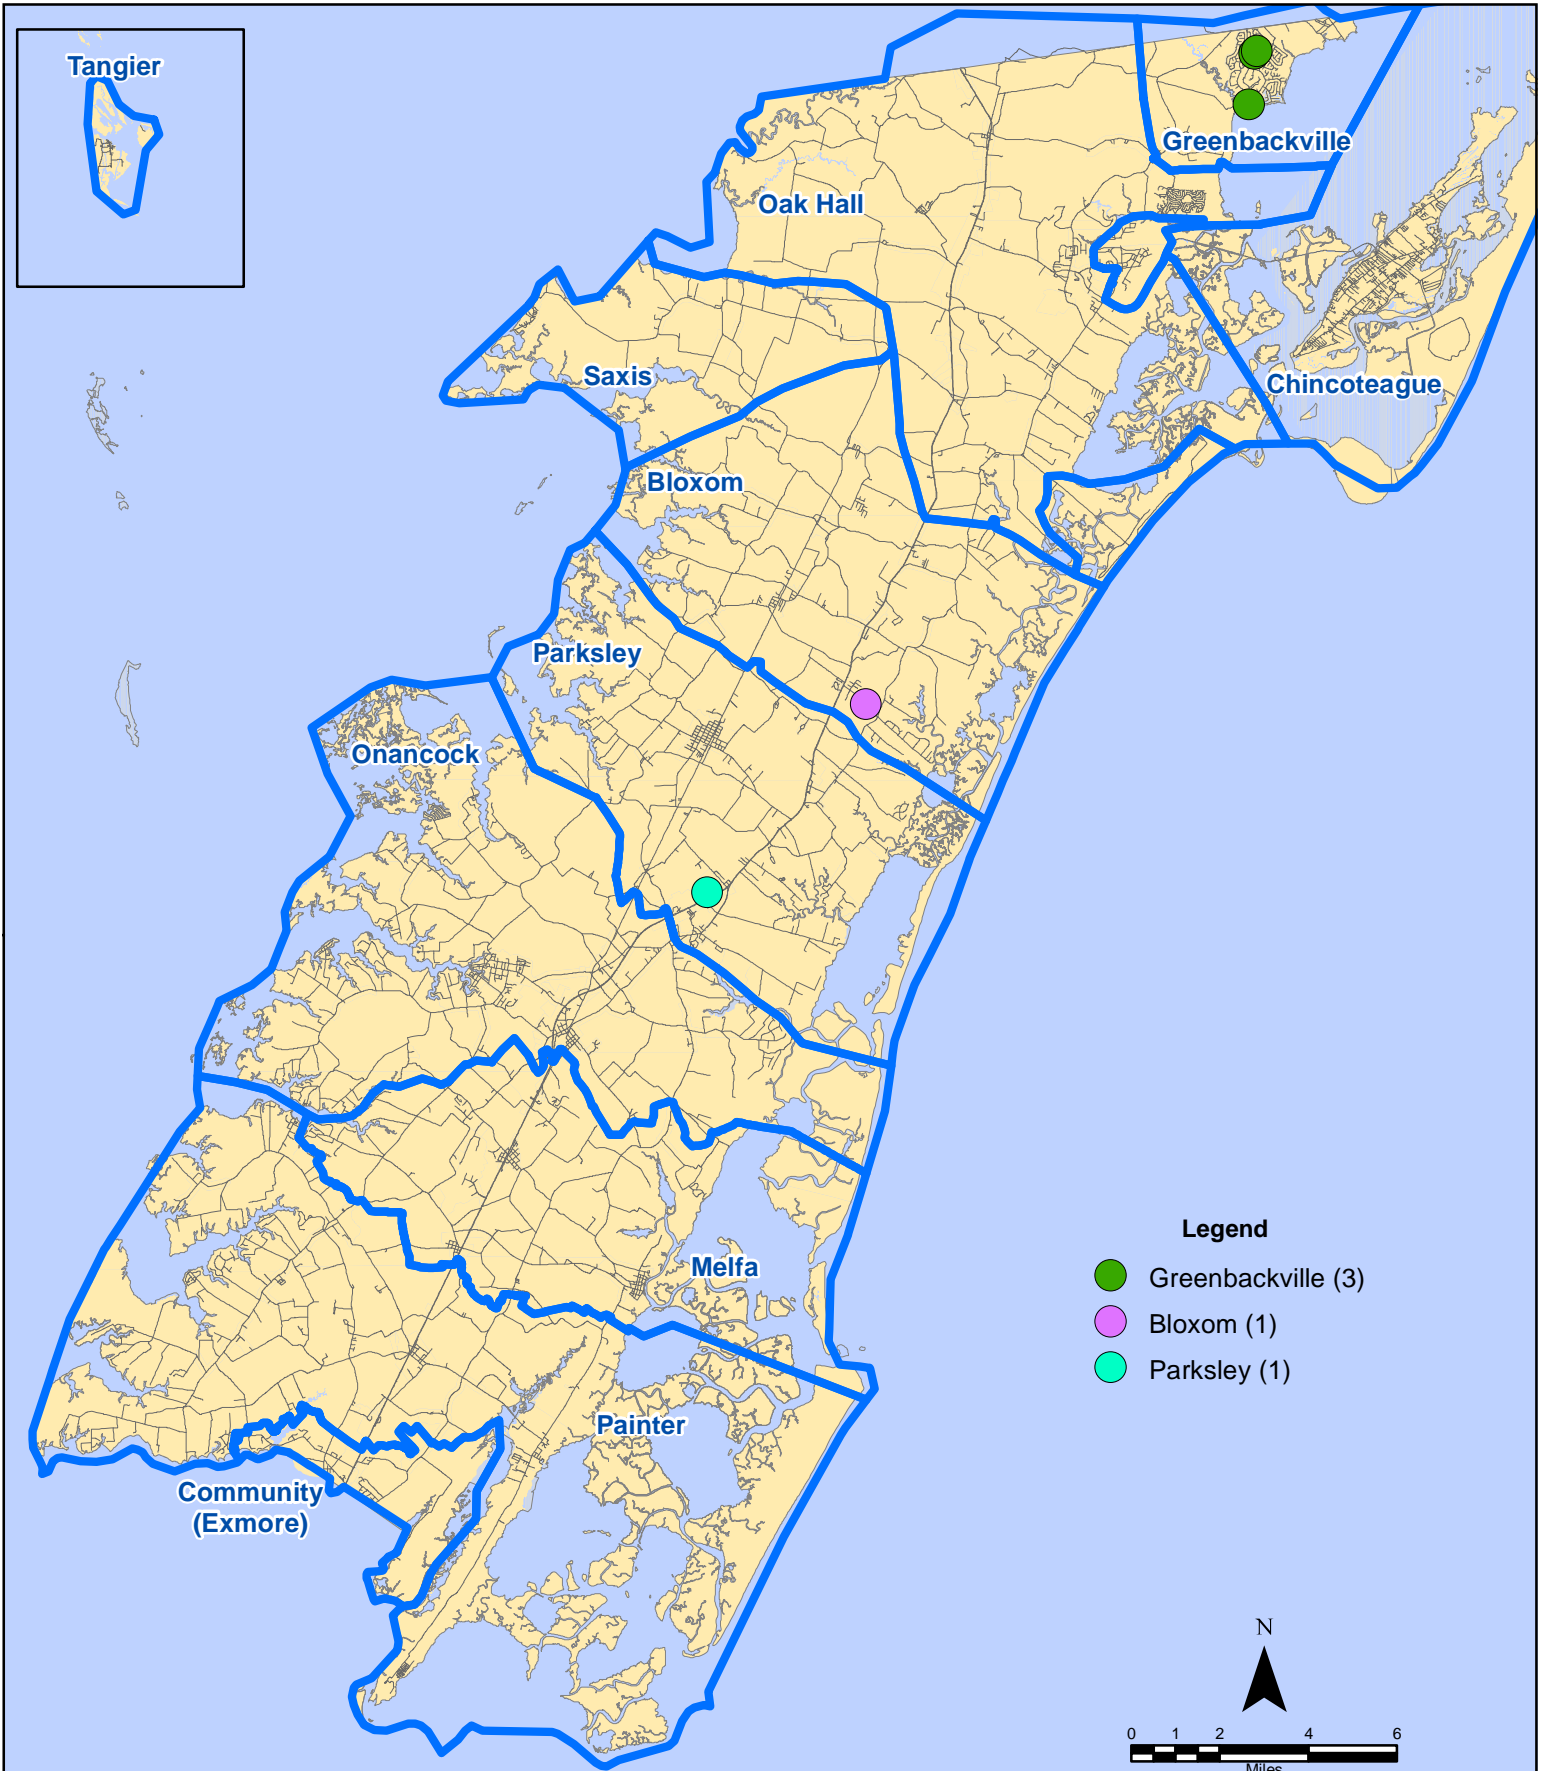 Tangier
Greenbackville
Oak Hall
Saxis
Chincoteague
Bloxom
Parksley
Onancock
Melfa
Painter
Community
(Exmore)
Legend
Greenbackville (3)
Bloxom (1)
Parksley (1)
N
0 1 2 4 6
Miles